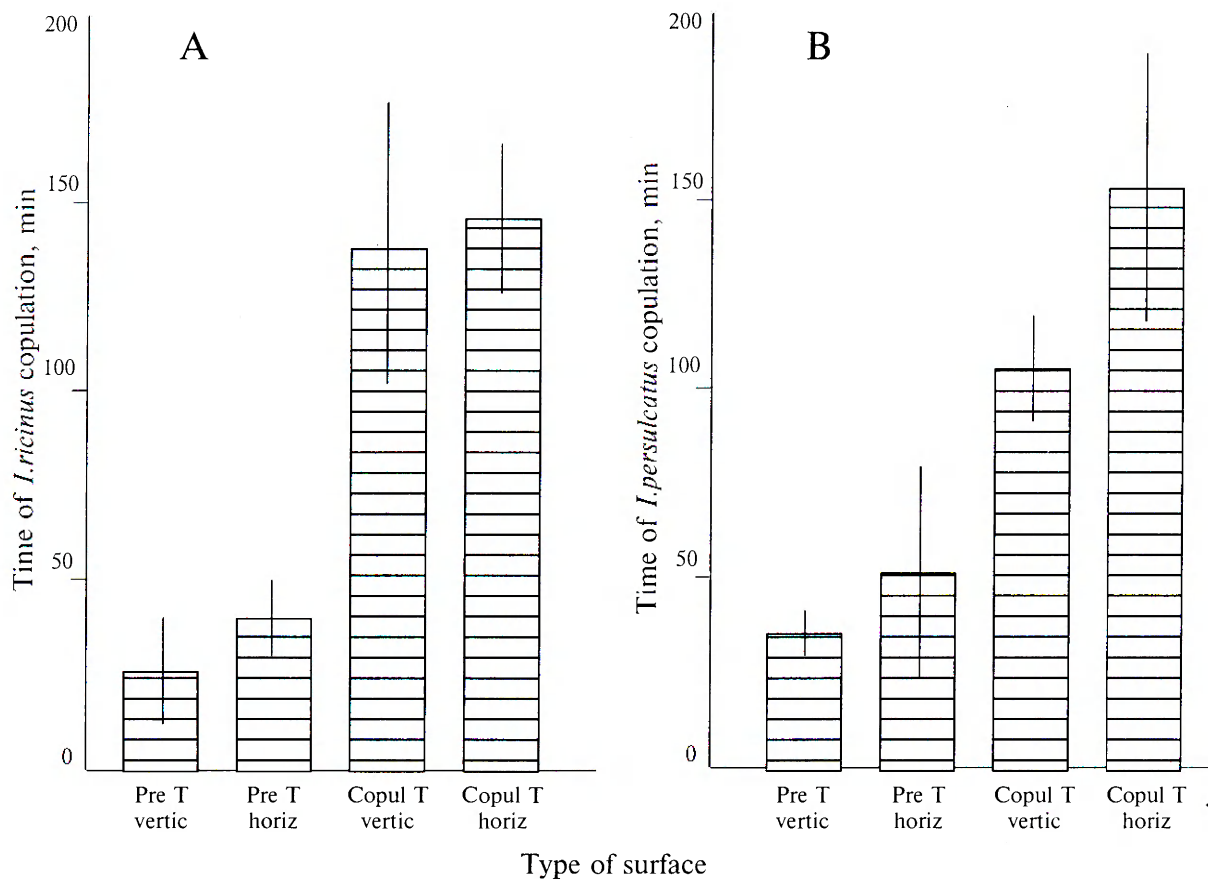 A
Time of I.ricinus copulation, min
200
150
100
50
0
Pre T
vertic
Pre T
horiz
Copul T
vertic
Copul T
horiz
B
Time of I.persulcatus copulation, min
200
150
100
50
0
Pre T
vertic
Pre T
horiz
Copul T
vertic
Copul T
horiz
Type of surface